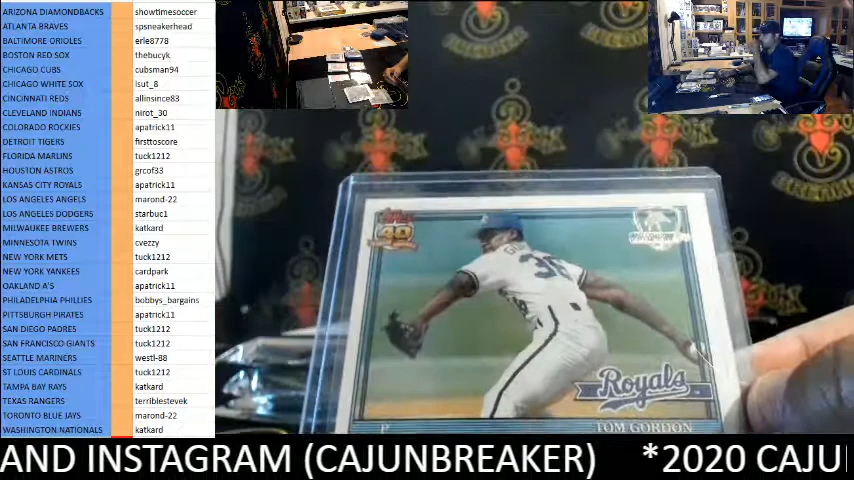 ARIZONA DIAMONDBACKS showtimesoccer
ATLANTA BRAVES spsneakerhead
BALTIMORE ORIOLES erle8778
BOSTON RED SOX thebucyk
CHICAGO CUBS cubsman94
CHICAGO WHITE SOX lsut_8
CINCINNATI REDS allinsince83
CLEVELAND INDIANS nirot_30
COLORADO ROCKIES apatrick11
DETROIT TIGERS firsttoscore
FLORIDA MARLINS tuck1212
HOUSTON ASTROS grcof33
KANSAS CITY ROYALS apatrick11
LOS ANGELES ANGELS marond-22
LOS ANGELES DODGERS starbuc1
MILWAUKEE BREWERS katkard
MINNESOTA TWINS cvezzy
NEW YORK METS tuck1212
NEW YORK YANKEES cardpark
OAKLAND A'S apatrick11
PHILADELPHIA PHILLIES bobbys_bargains
PITTSBURGH PIRATES apatrick11
SAN DIEGO PADRES tuck1212
SAN FRANCISCO GIANTS tuck1212
SEATTLE MARINERS westl-88
ST LOUIS CARDINALS tuck1212
TAMPA BAY RAYS katkard
TEXAS RANGERS terriblestevek
TORONTO BLUE JAYS marond-22
WASHINGTON NATIONALS katkard
Topps
40
36
Royals
P TOM GORDON
AND INSTAGRAM (CAJUNBREAKER) *2020 CAJU